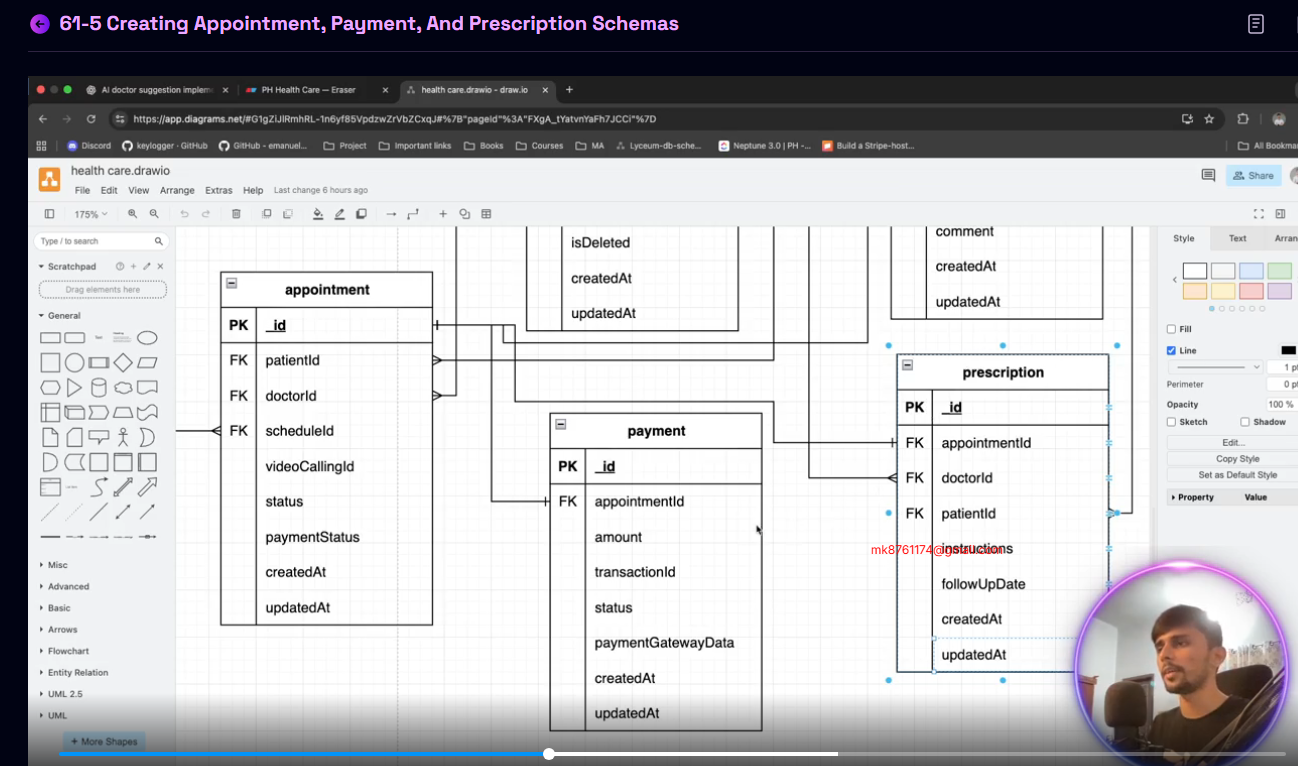 61-5 Creating Appointment, Payment, And Prescription Schemas
AI doctor suggestion implem
PH Health Care — Eraser
health care.drawio - draw.io
https://app.diagrams.net/#G1gZiJlRmhRL-1n6yf85VpdzwZrVbZCxqJ#%7B"pageId"%3A"FXgA_tYatvnYaFh7JCCi"%7D
Discord
keylogger · GitHub
GitHub - emanuel...
Project
Important links
Books
Courses
MA
Lyceum-db-sche...
Neptune 3.0 | PH -...
Build a Stripe-host...
All Bookma
health care.drawio
File Edit View Arrange Extras Help Last change 6 hours ago
Share
175%
Type / to search
Scratchpad
Drag elements here
General
Misc
Advanced
Basic
Arrows
Flowchart
Entity Relation
UML 2.5
UML
+ More Shapes
appointment
PK _id
FK patientId
FK doctorId
FK scheduleId
videoCallingId
status
paymentStatus
createdAt
updatedAt
isDeleted
createdAt
updatedAt
payment
PK _id
FK appointmentId
amount
transactionId
status
paymentGatewayData
createdAt
updatedAt
comment
createdAt
updatedAt
prescription
PK _id
FK appointmentId
FK doctorId
FK patientId
instructions
followUpDate
createdAt
updatedAt
Style Text Arran
Fill
Line
1 pt
Perimeter
0 pt
Opacity
100 %
Sketch
Shadow
Edit...
Copy Style
Set as Default Style
Property Value